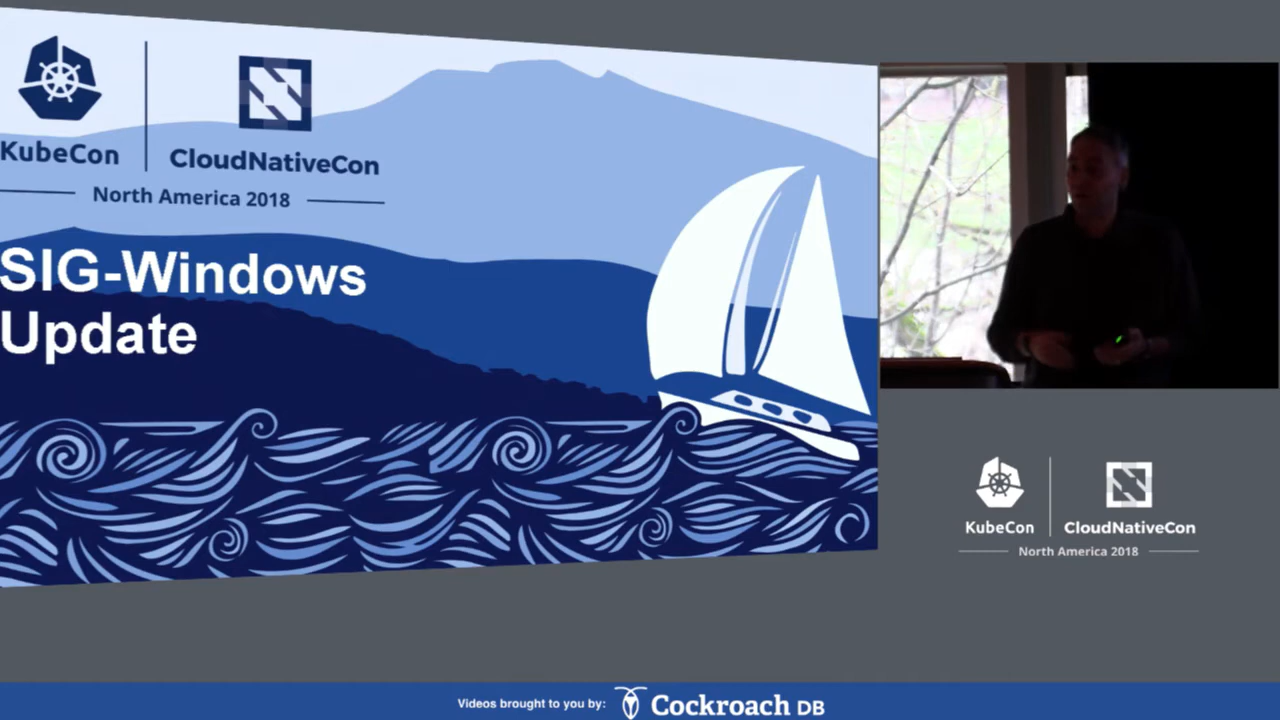 KubeCon
CloudNativeCon
North America 2018
SIG-Windows
Update
KubeCon
CloudNativeCon
North America 2018
Videos brought to you by: Cockroach DB